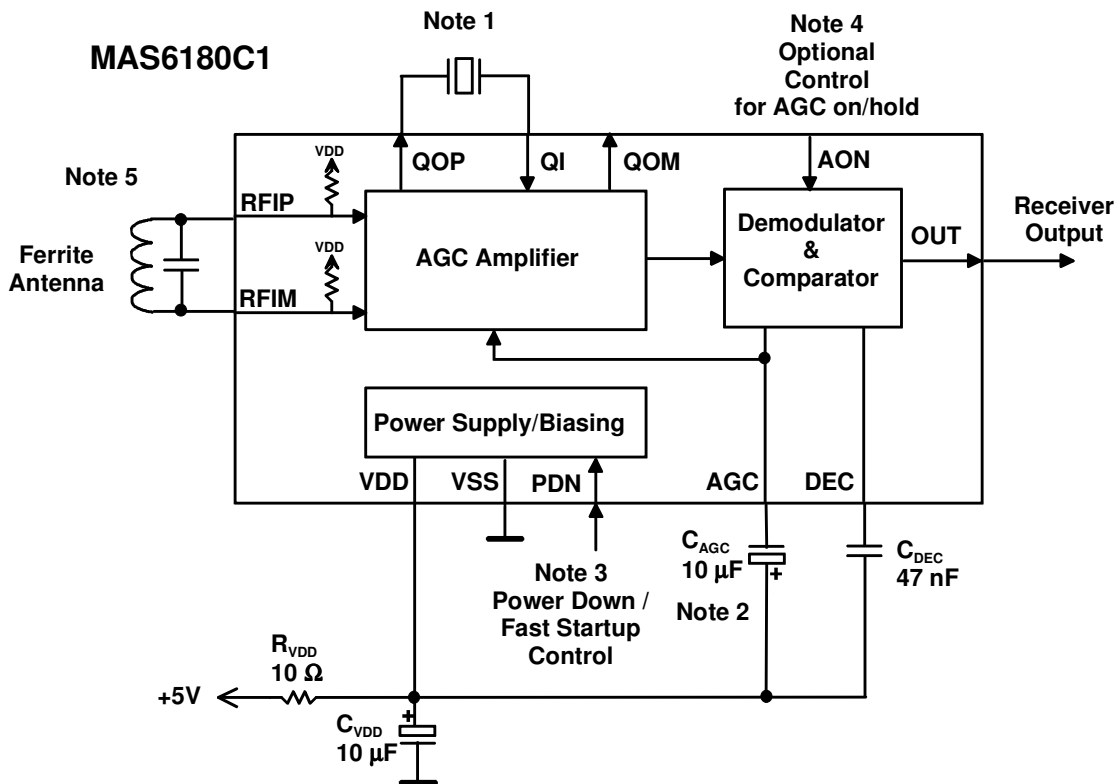 MAS6180C1
Note 1
Note 4
Optional
Control
for AGC on/hold
VDD
QOP
QI
QOM
AON
Note 5
RFIP
Ferrite
Antenna
VDD
RFIM
AGC Amplifier
Demodulator
&
Comparator
OUT
Receiver
Output
Power Supply/Biasing
VDD
VSS
PDN
AGC
DEC
Note 3
Power Down /
Fast Startup
Control
CAGC
10 µF
Note 2
CDEC
47 nF
RVDD
10 Ω
+5V
CVDD
10 µF
+
+